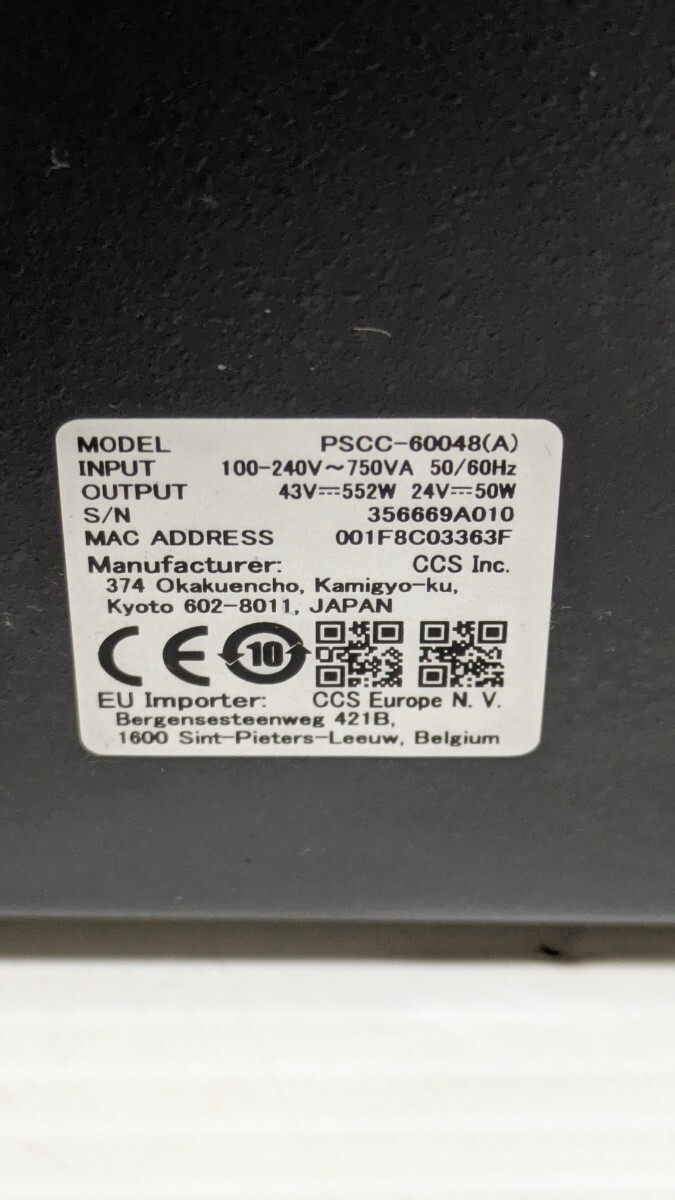 MODEL PSCC-60048(A)
INPUT 100-240V～750VA 50/60Hz
OUTPUT 43V⎓552W 24V⎓50W
S/N 356669A010
MAC ADDRESS 001F8C03363F
Manufacturer: CCS Inc.
374 Okakuencho, Kamigyo-ku,
Kyoto 602-8011, JAPAN
CE 10
EU Importer: CCS Europe N. V.
Bergensesteenweg 421B,
1600 Sint-Pieters-Leeuw, Belgium